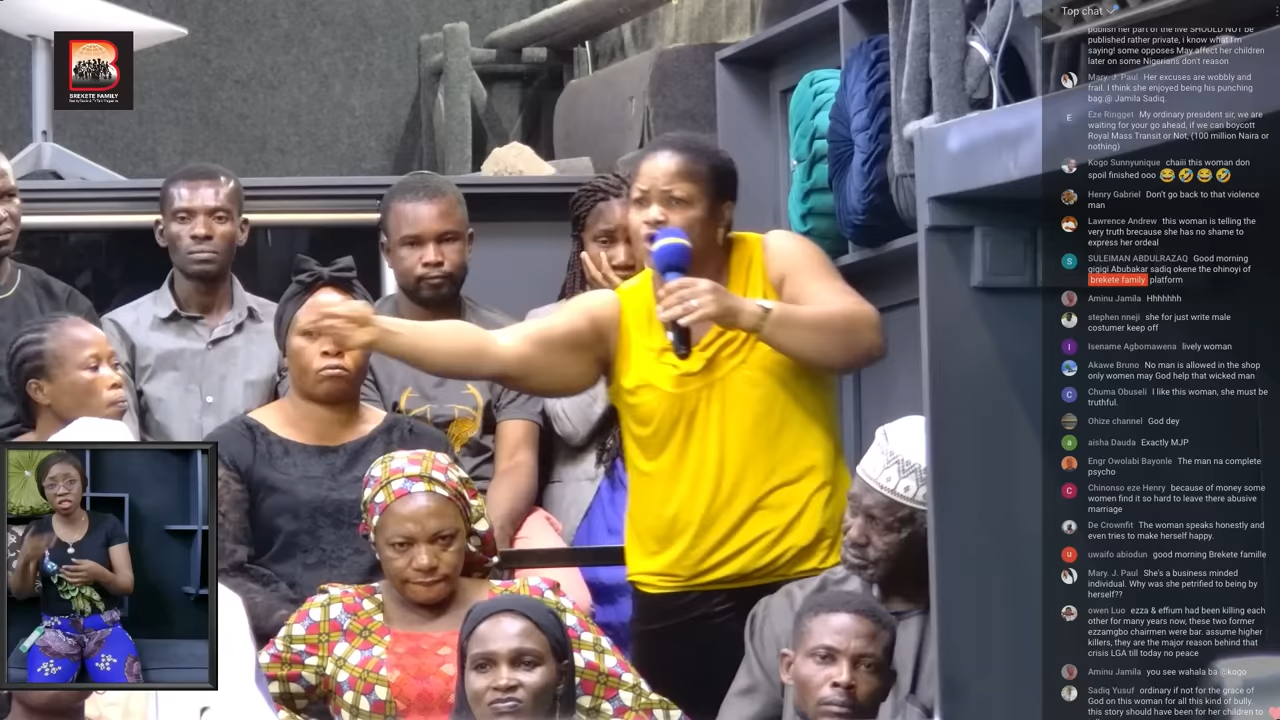 BREKETE FAMILY
Top chat
publish her part of the live SHOULD NOT be
published rather private, i know what I'm
saying! some opposes May affect her children
later on some Nigerians don't reason
Mary. J. Paul Her excuses are wobbly and
frail. I think she enjoyed being his punching
bag.@ Jamila Sadiq.
E
Eze Ringget My ordinary president sir, we are
waiting for your go ahead, if we can boycott
Royal Mass Transit or Not, (100 million Naira or
nothing)
Kogo Sunnyunique chaiii this woman don
spoil finished ooo 😂🤣😂🤣
Henry Gabriel Don't go back to that violence
man
Lawrence Andrew this woman is telling the
very truth brecause she has no shame to
express her ordeal
S
SULEIMAN ABDULRAZAQ Good morning
gigigi Abubakar sadiq okene the ohinoyi of
brekete family platform
Aminu Jamila Hhhhhhh
stephen nneji she for just write male
costumer keep off
I
Isename Agbomawena lively woman
Akawe Bruno No man is allowed in the shop
only women may God help that wicked man
C
Chuma Obuseli I like this woman, she must be
truthful.
Ohize channel God dey
a
aisha Dauda Exactly MJP
Engr Owolabi Bayonle The man na complete
psycho
C
Chinonso eze Henry because of money some
women find it so hard to leave there abusive
marriage
De Crownfit The woman speaks honestly and
even tries to make herself happy.
u
uwaifo abiodun good morning Brekete famille
Mary. J. Paul She's a business minded
individual. Why was she petrified to being by
herself??
owen Luo ezza & effium had been killing each
other for many years now, these two former
ezzamgbo chairmen were bar. assume higher
killers, they are the major reason behind that
crisis LGA till today no peace
Aminu Jamila you see wahala ba @kogo
Sadiq Yusuf ordinary if not for the grace of
God on this woman for all this kind of bully.
this story should have been for her children to